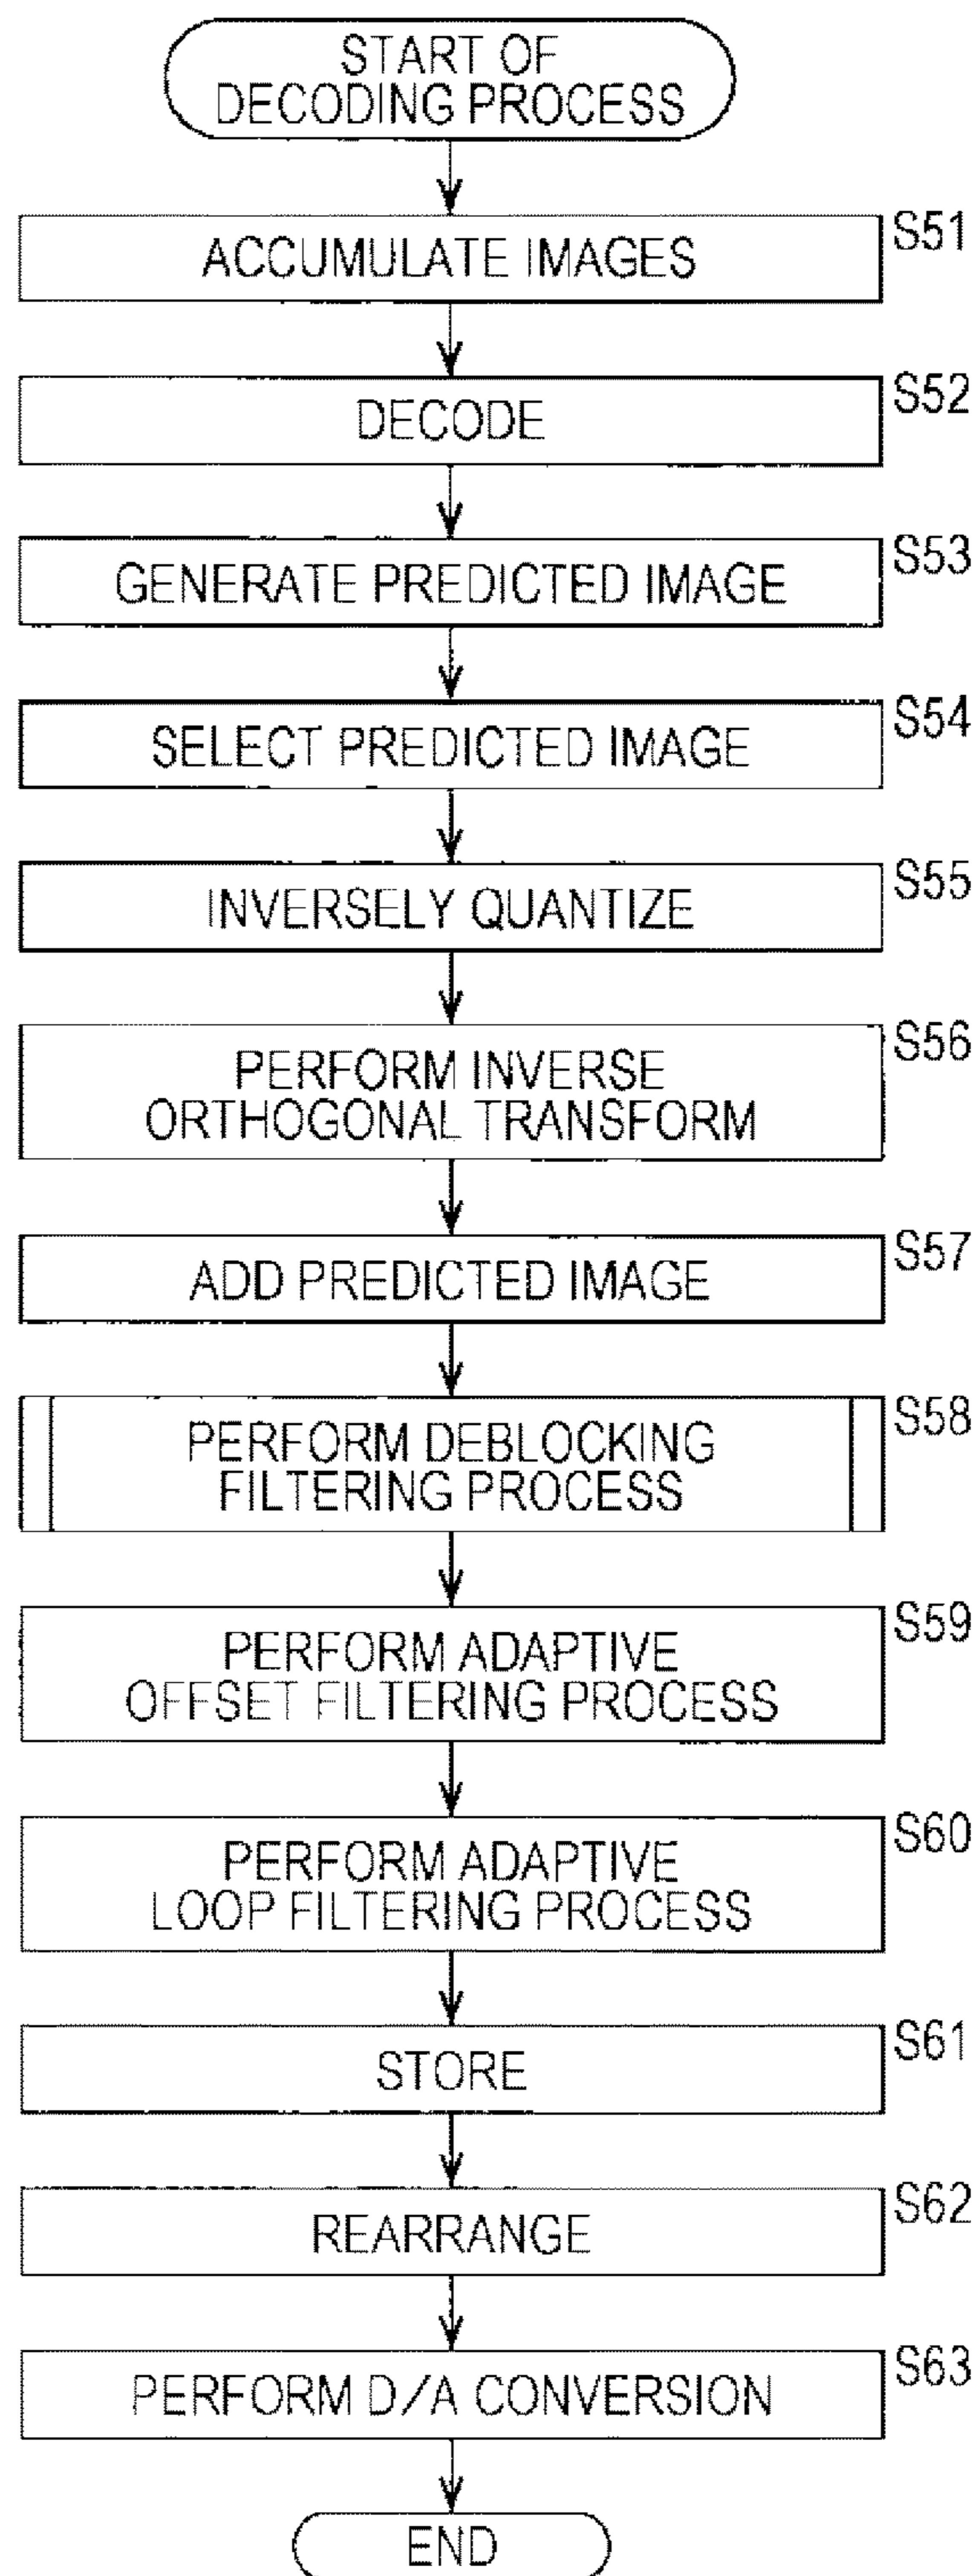 START OF
DECODING PROCESS
S51
ACCUMULATE IMAGES
S52
DECODE
S53
GENERATE PREDICTED IMAGE
S54
SELECT PREDICTED IMAGE
S55
INVERSELY QUANTIZE
S56
PERFORM INVERSE
ORTHOGONAL TRANSFORM
S57
ADD PREDICTED IMAGE
S58
PERFORM DEBLOCKING
FILTERING PROCESS
S59
PERFORM ADAPTIVE
OFFSET FILTERING PROCESS
S60
PERFORM ADAPTIVE
LOOP FILTERING PROCESS
S61
STORE
S62
REARRANGE
S63
PERFORM D/A CONVERSION
END